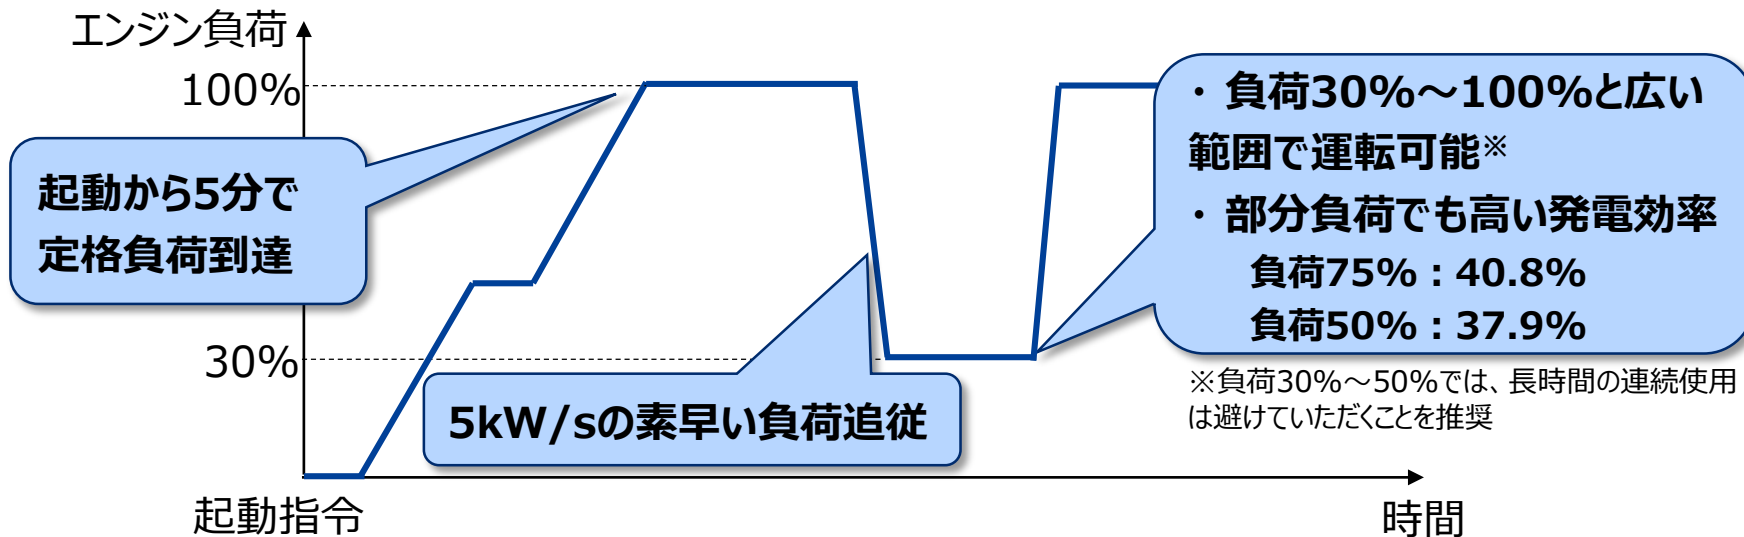 エンジン負荷
100%
30%
起動から5分で
定格負荷到達
5kW/sの素早い負荷追従
・ 負荷30%～100%と広い
範囲で運転可能※
・ 部分負荷でも高い発電効率
負荷75%：40.8%
負荷50%：37.9%
※負荷30%～50%では、長時間の連続使用
は避けていただくことを推奨
起動指令
時間